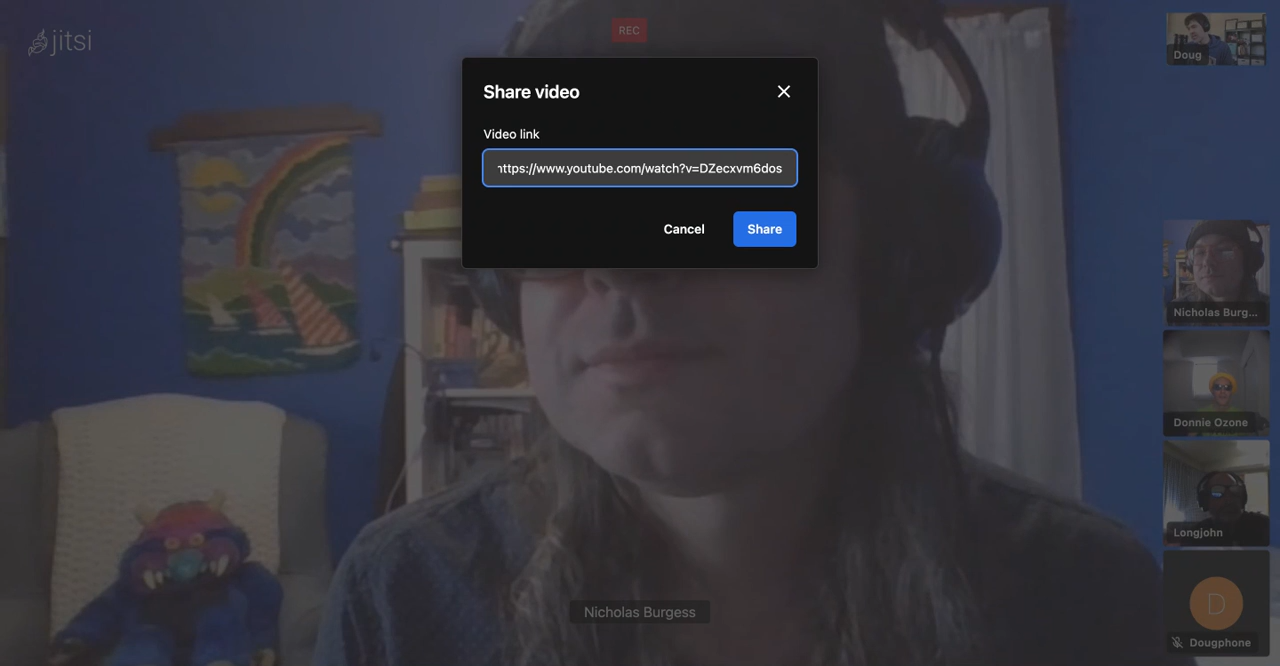 jitsi
REC
Doug
Share video
Video link
https://www.youtube.com/watch?v=DZecxvm6dos
Cancel
Share
Nicholas Burg...
Donnie Ozone
Longjohn
D
Dougphone
Nicholas Burgess